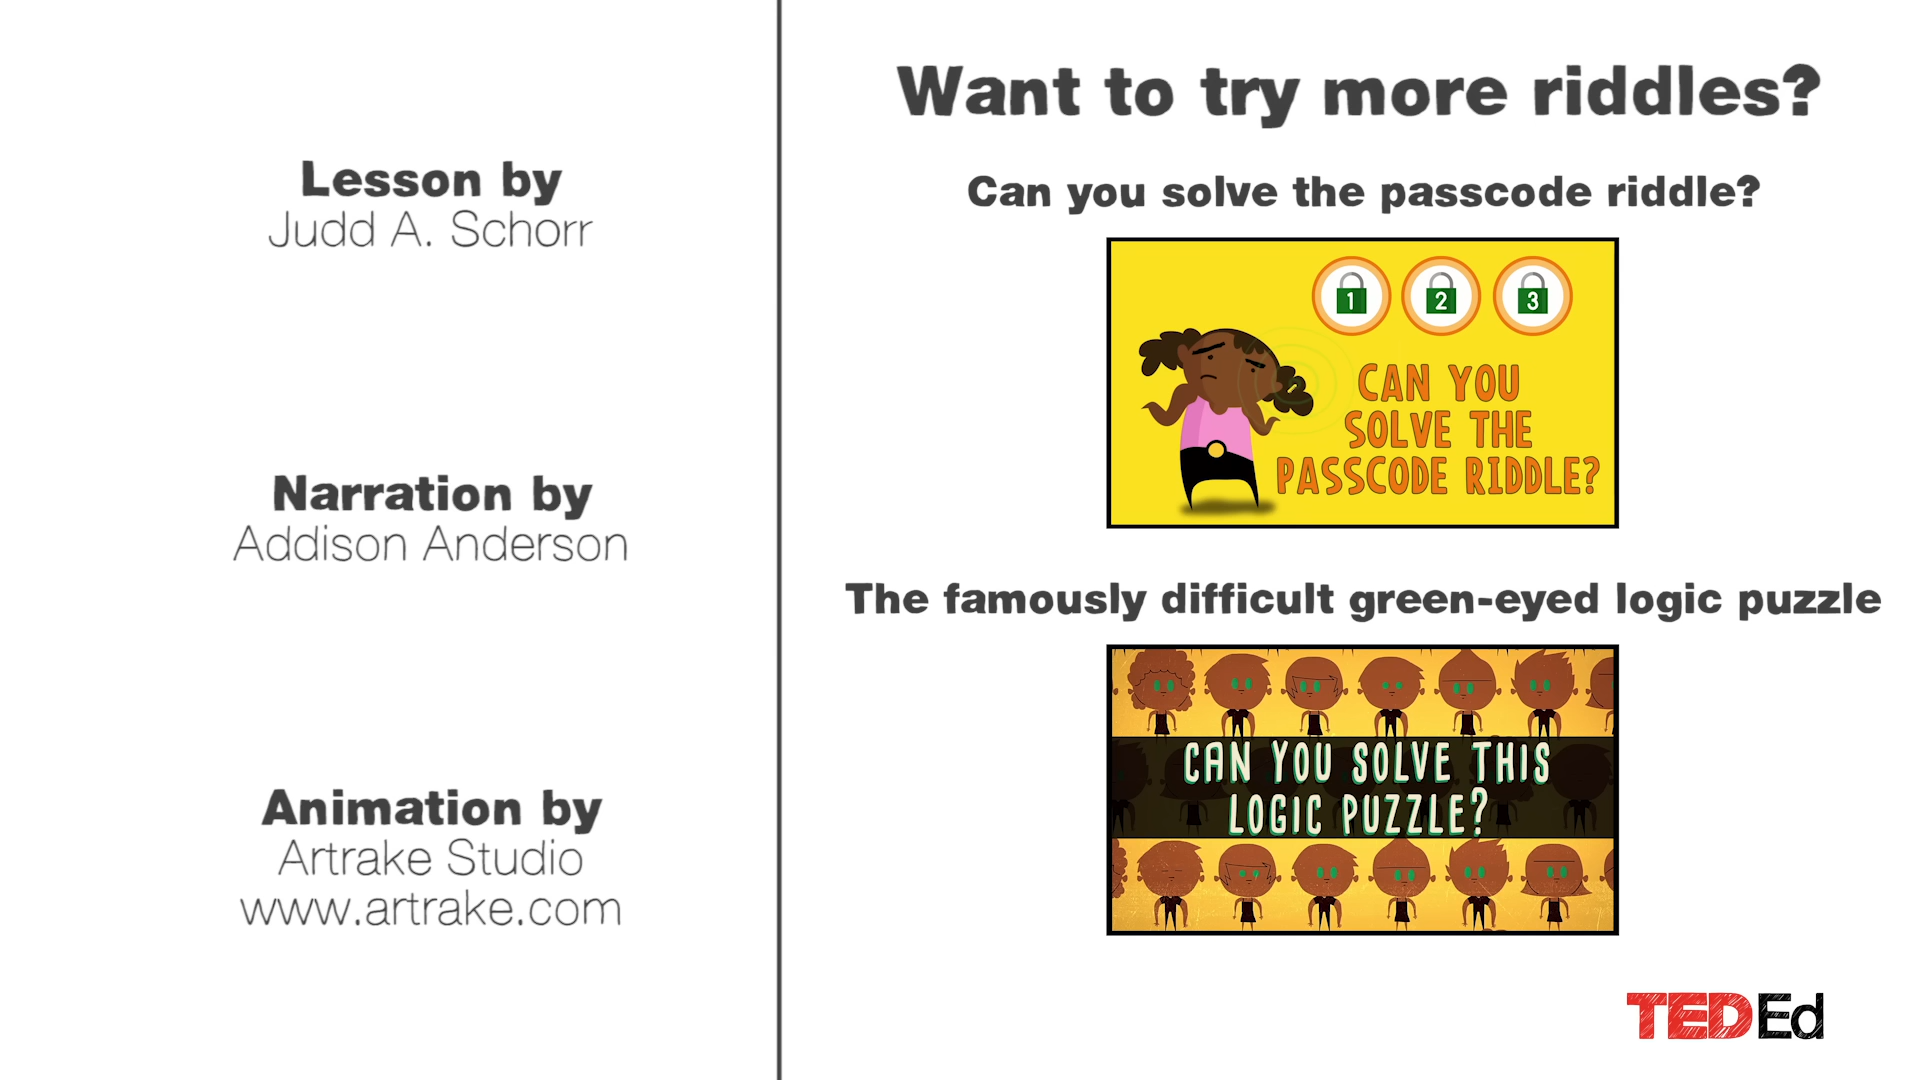 Lesson by
Judd A. Schorr
Narration by
Addison Anderson
Animation by
Artrake Studio
www.artrake.com
Want to try more riddles?
Can you solve the passcode riddle?
1 2 3
CAN YOU
SOLVE THE
PASSCODE RIDDLE?
The famously difficult green-eyed logic puzzle
CAN YOU SOLVE THIS
LOGIC PUZZLE?
TEDEd